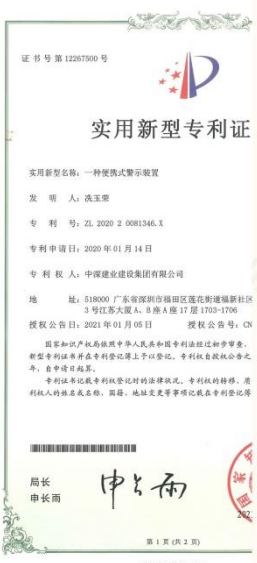 证书号第12267500号
实用新型专利证
实用新型名称：一种便携式警示装置
发 明 人：冼玉荣
专 利 号：ZL 2020 2 0081346.X
专利申请日：2020年01月14日
专 利 权 人：中深建业建设集团有限公司
地 址：518000 广东省深圳市福田区莲花街道福新社区
3号江苏大厦A、B座A座17层1703-1706
授权公告日：2021年01月05日 授权公告号：CN
国家知识产权局依照中华人民共和国专利法经过初步审查，
新型专利证书并在专利登记簿上予以登记。专利权自授权公告之
年，自申请日起算。
专利证书记载专利权登记时的法律状况。专利权的转移、质
利权人的姓名或名称、国籍、地址变更等事项记载在专利登记簿
局长
申长雨
申长雨
国家
202
第 1 页 (共 2 页)